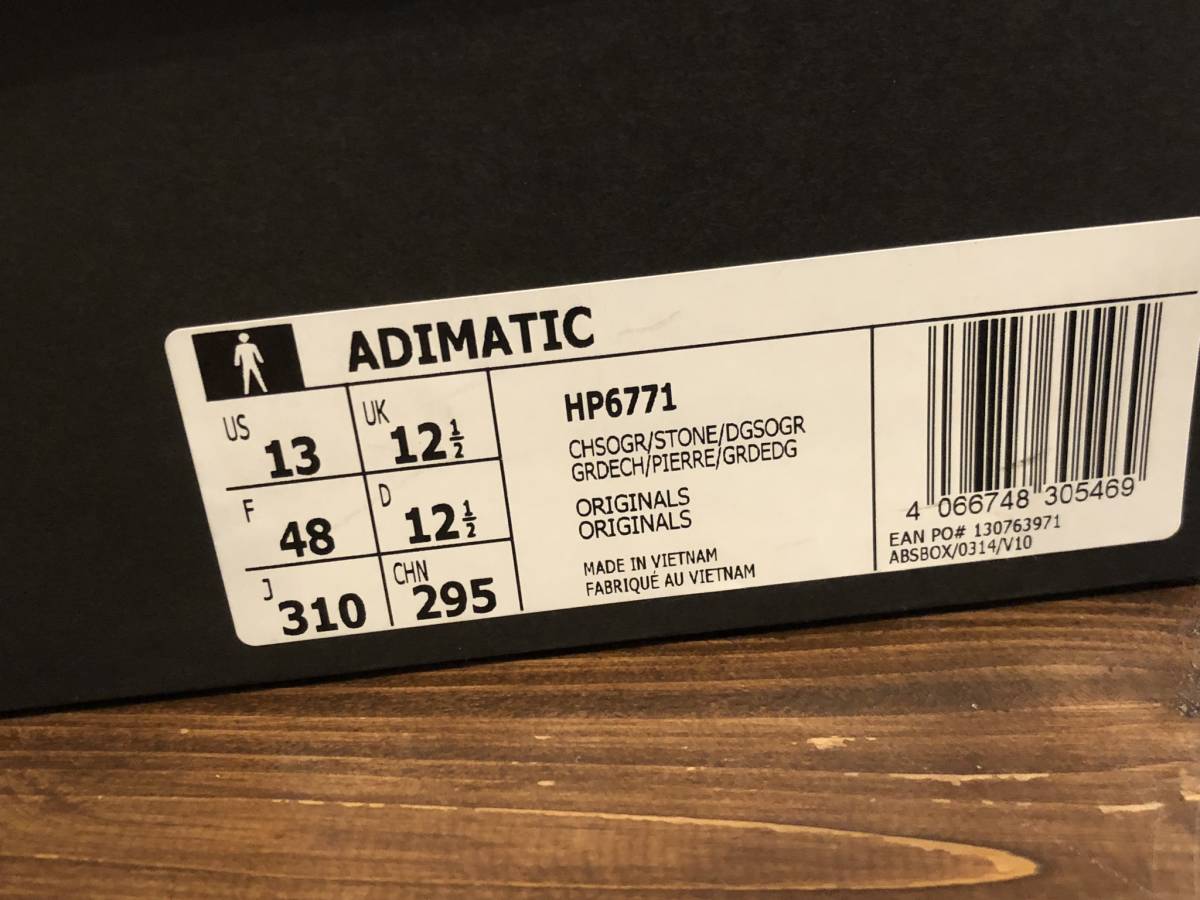 ADIMATIC
US 13 UK 12½
F 48 D 12½
J 310 CHN 295
HP6771
CHSOGR/STONE/DGSOGR
GRDECH/PIERRE/GRDEDG
ORIGINALS
ORIGINALS
MADE IN VIETNAM
FABRIQUÉ AU VIETNAM
4 066748 305469
EAN PO# 130763971
ABSBOX/0314/V10